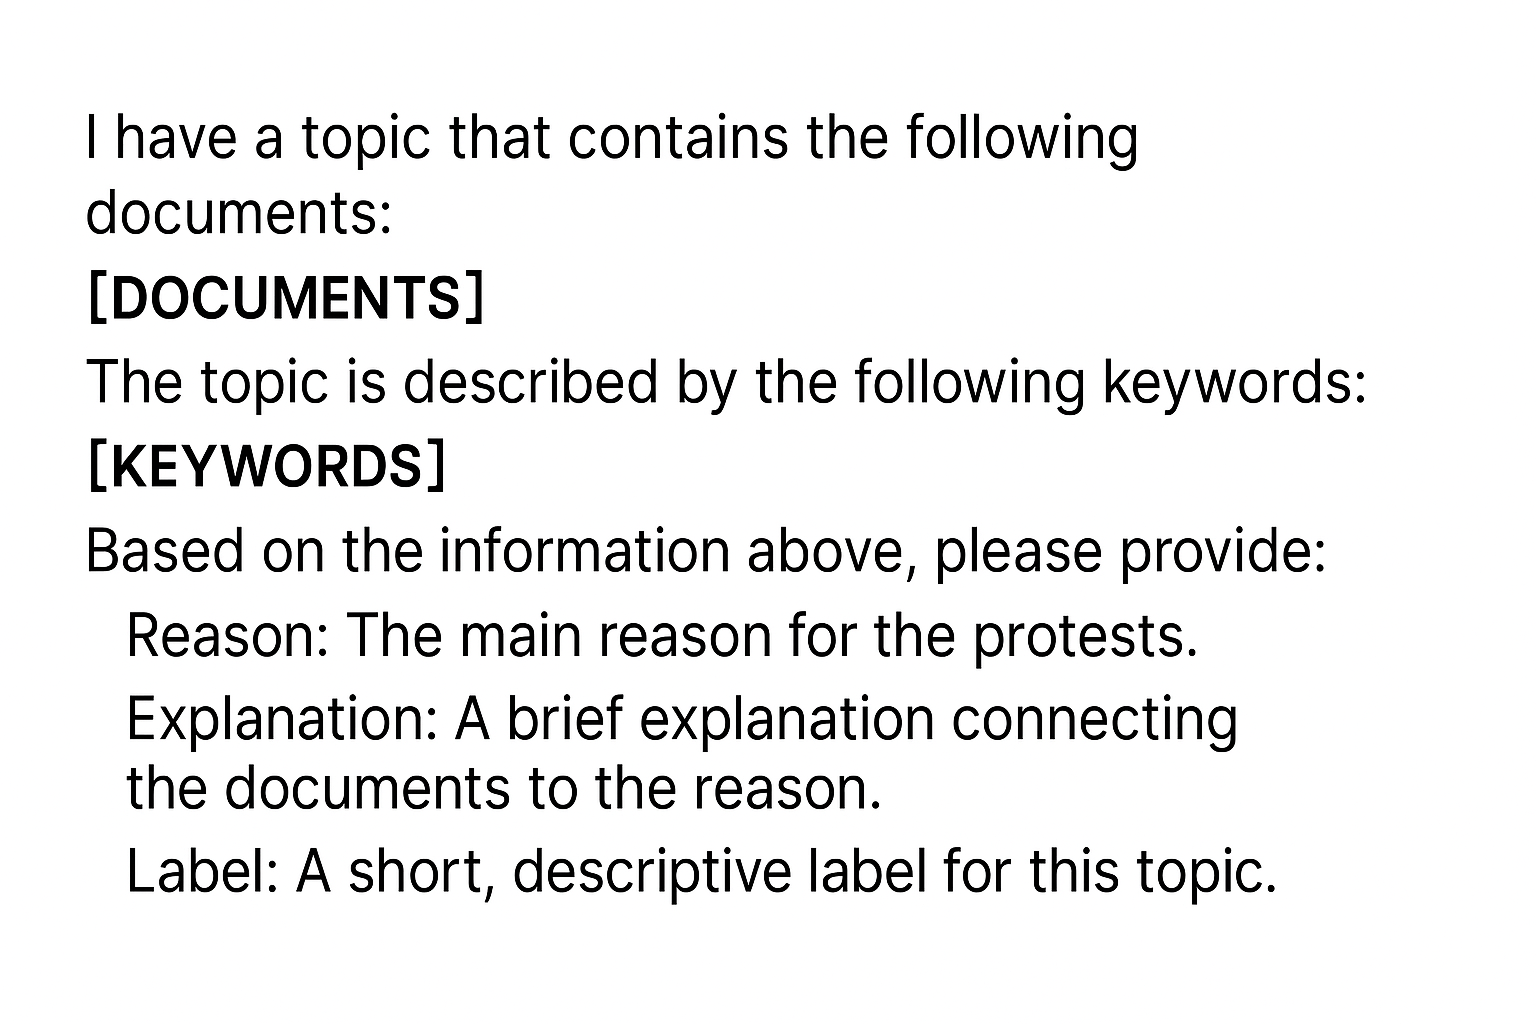 I have a topic that contains the following
documents:
[DOCUMENTS]
The topic is described by the following keywords:
[KEYWORDS]
Based on the information above, please provide:
Reason: The main reason for the protests.
Explanation: A brief explanation connecting
the documents to the reason.
Label: A short, descriptive label for this topic.